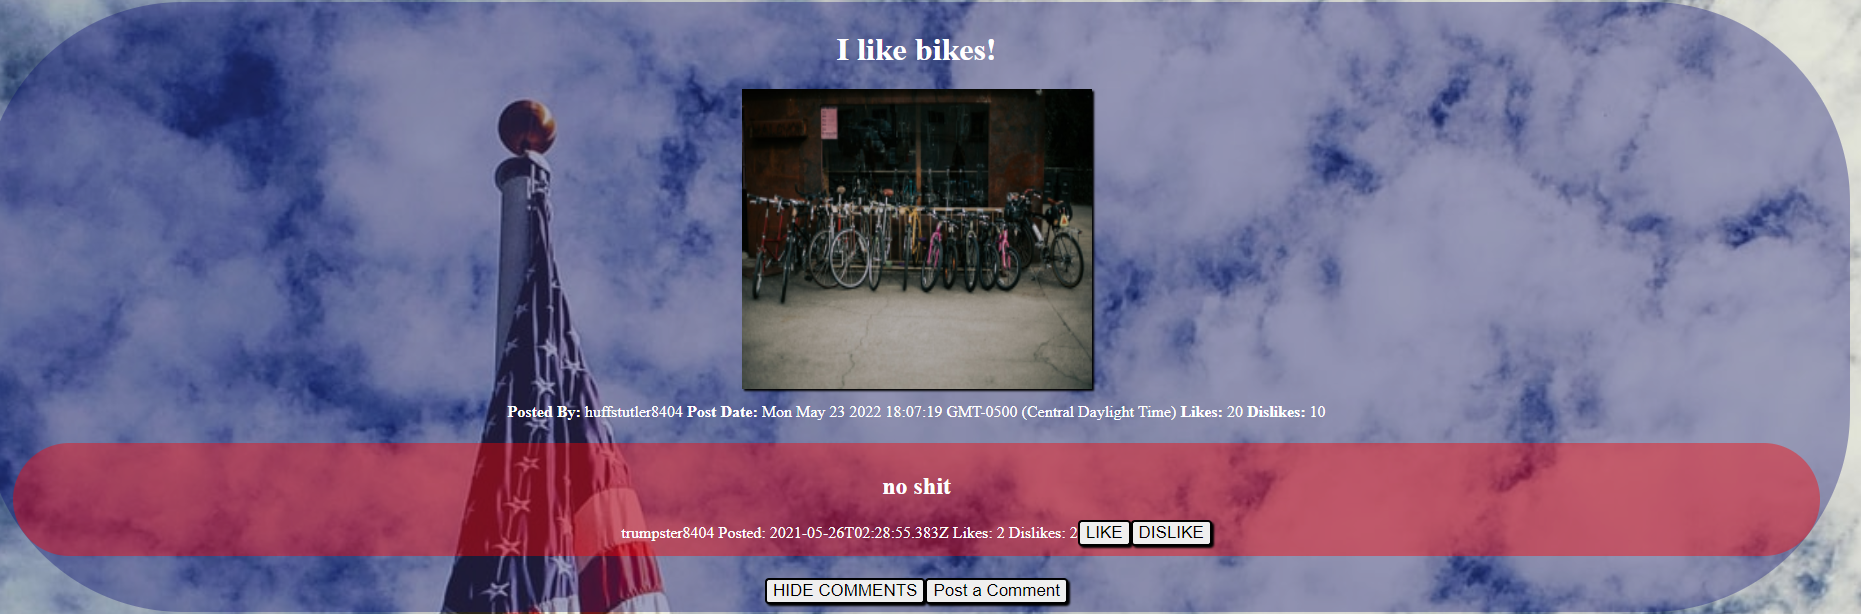 I like bikes!
Posted By: huffstutler8404 Post Date: Mon May 23 2022 18:07:19 GMT-0500 (Central Daylight Time) Likes: 20 Dislikes: 10
no shit
trumpster8404 Posted: 2021-05-26T02:28:55.383Z Likes: 2 Dislikes: 2 LIKE DISLIKE
HIDE COMMENTS Post a Comment